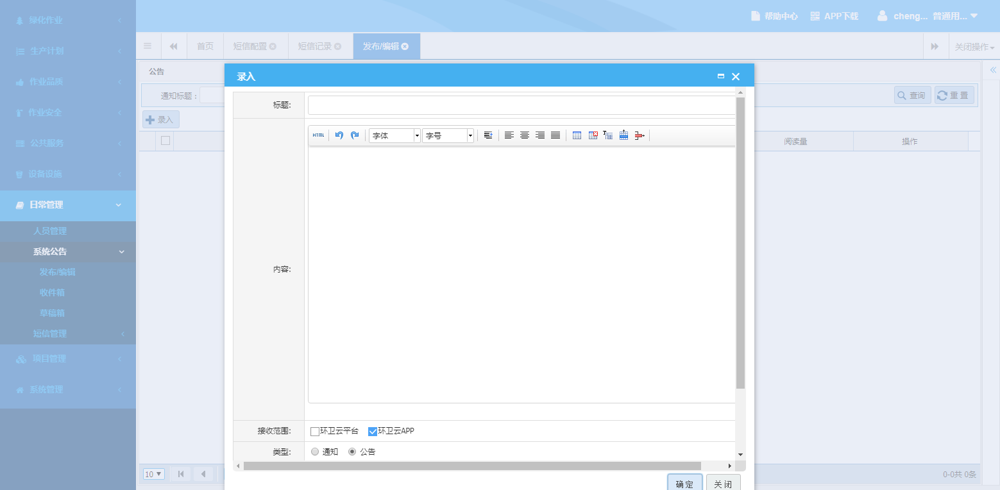 绿化作业
生产计划
作业品质
作业安全
公共服务
设备设施
日常管理
人员管理
系统公告
发布/编辑
收件箱
草稿箱
短信管理
项目管理
系统管理
帮助中心 APP下载 cheng... 普通用...
首页 短信配置 短信记录 发布/编辑 关闭操作
公告
通知标题： 查询 重置
录入
阅读量 操作
10 0-0共 0条
录入
标题:
HTML 字体 字号
内容:
接收范围: 环卫云平台 环卫云APP
类型: 通知 公告
确定 关闭